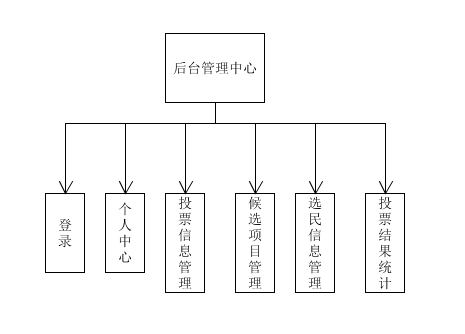 后台管理中心
登录
个人中心
投票信息管理
候选项目管理
选民信息管理
投票结果统计